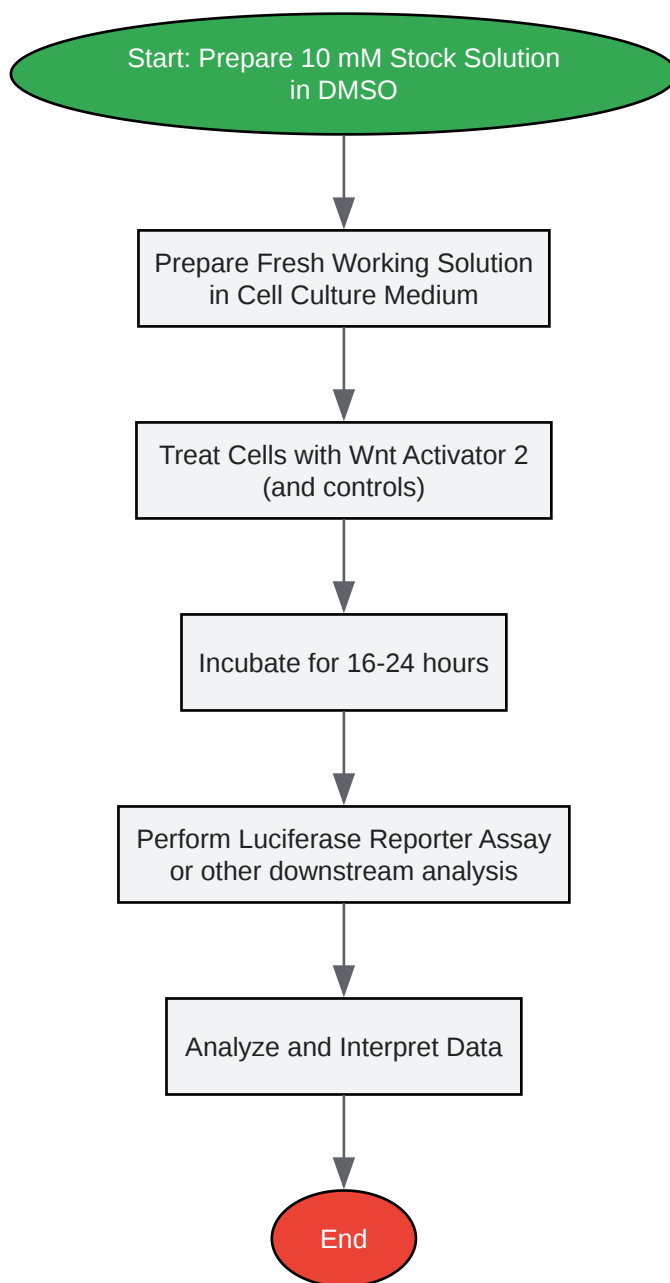 Start: Prepare 10 mM Stock Solution
in DMSO
Prepare Fresh Working Solution
in Cell Culture Medium
Treat Cells with Wnt Activator 2
(and controls)
Incubate for 16-24 hours
Perform Luciferase Reporter Assay
or other downstream analysis
Analyze and Interpret Data
End